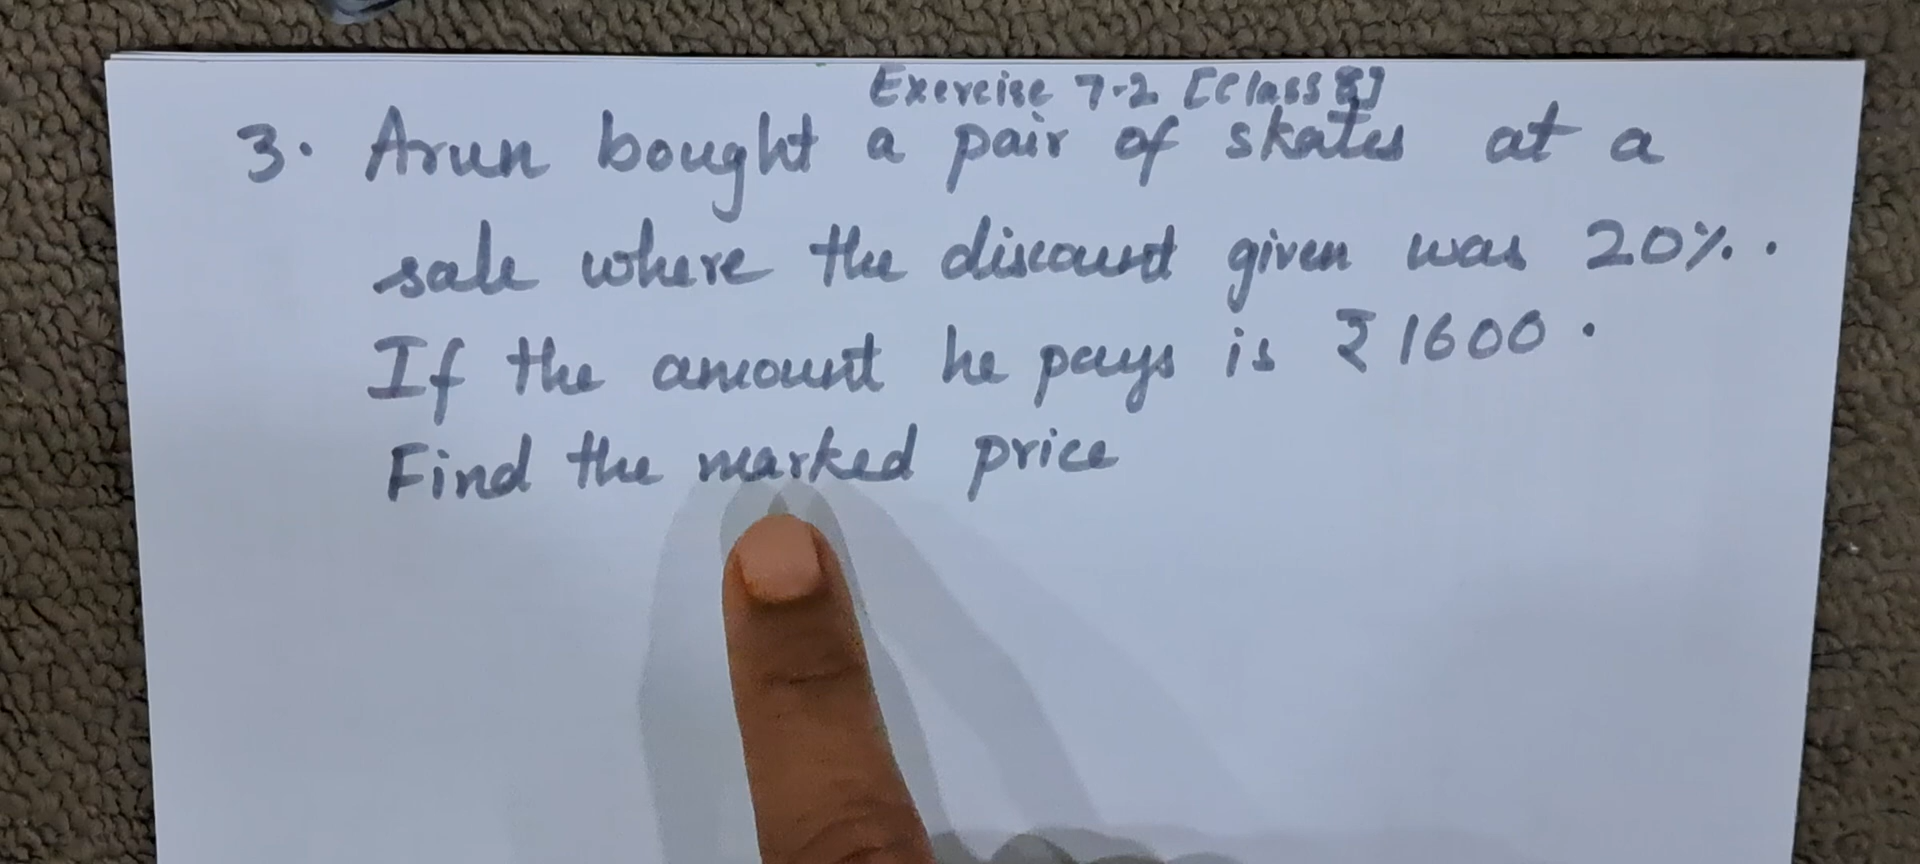 Exercise 7.2 [Class 8]
3. Arun bought a pair of skates at a
sale where the discount given was 20%.
If the amount he pays is ₹1600.
Find the marked price